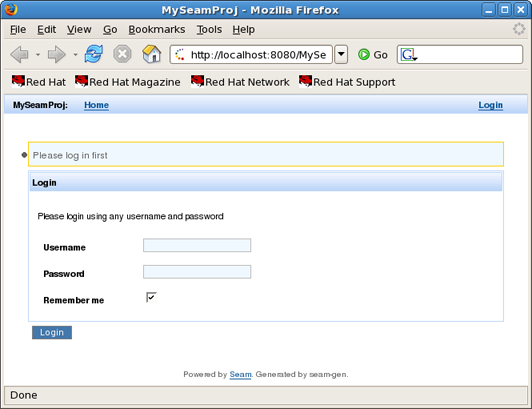 MySeamProj - Mozilla Firefox
File Edit View Go Bookmarks Tools Help
http://localhost:8080/MySe Go G
Red Hat Red Hat Magazine Red Hat Network Red Hat Support
MySeamProj: Home Login
Please log in first
Login
Please login using any username and password
Username
Password
Remember me
Login
Powered by Seam. Generated by seam-gen.
Done